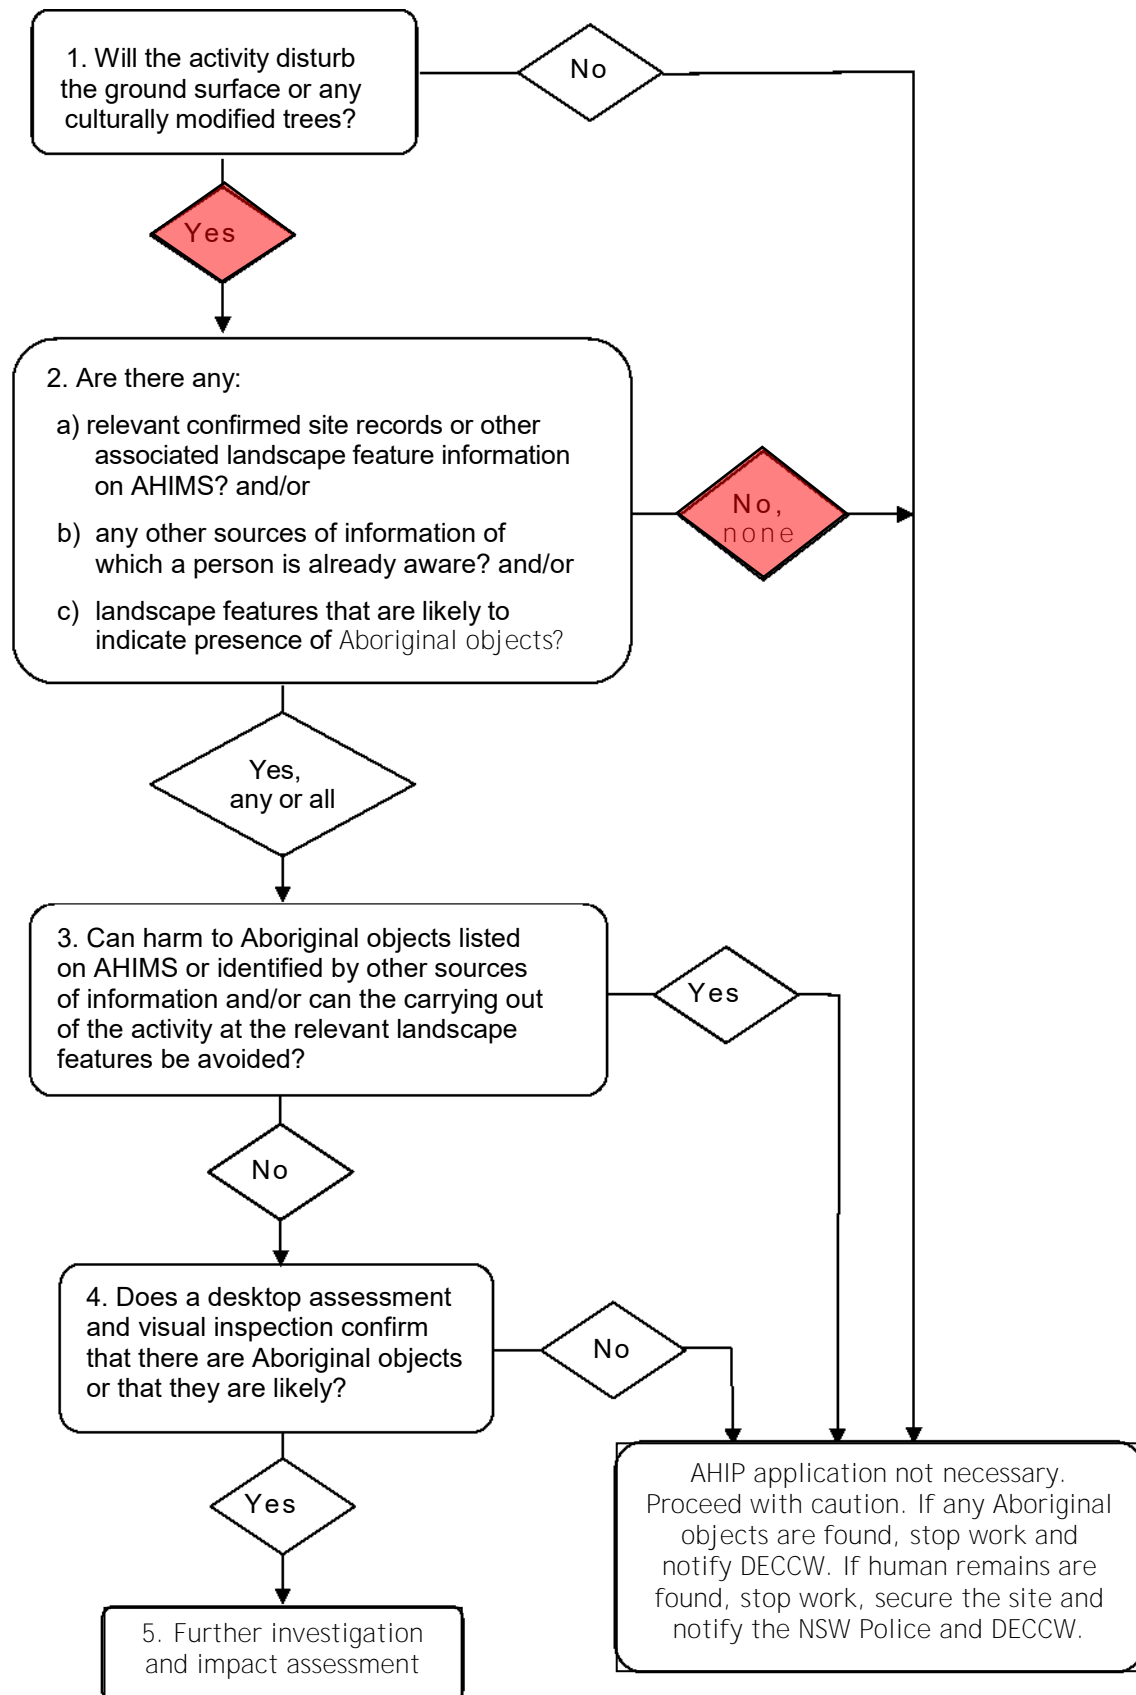 1. Will the activity disturb
the ground surface or any
culturally modified trees?
No
Yes
2. Are there any:
a) relevant confirmed site records or other
associated landscape feature information
on AHIMS? and/or
b) any other sources of information of
which a person is already aware? and/or
c) landscape features that are likely to
indicate presence of Aboriginal objects?
No,
none
Yes,
any or all
3. Can harm to Aboriginal objects listed
on AHIMS or identified by other sources
of information and/or can the carrying out
of the activity at the relevant landscape
features be avoided?
Yes
No
4. Does a desktop assessment
and visual inspection confirm
that there are Aboriginal objects
or that they are likely?
No
Yes
AHIP application not necessary.
Proceed with caution. If any Aboriginal
objects are found, stop work and
notify DECCW. If human remains are
found, stop work, secure the site and
notify the NSW Police and DECCW.
5. Further investigation
and impact assessment